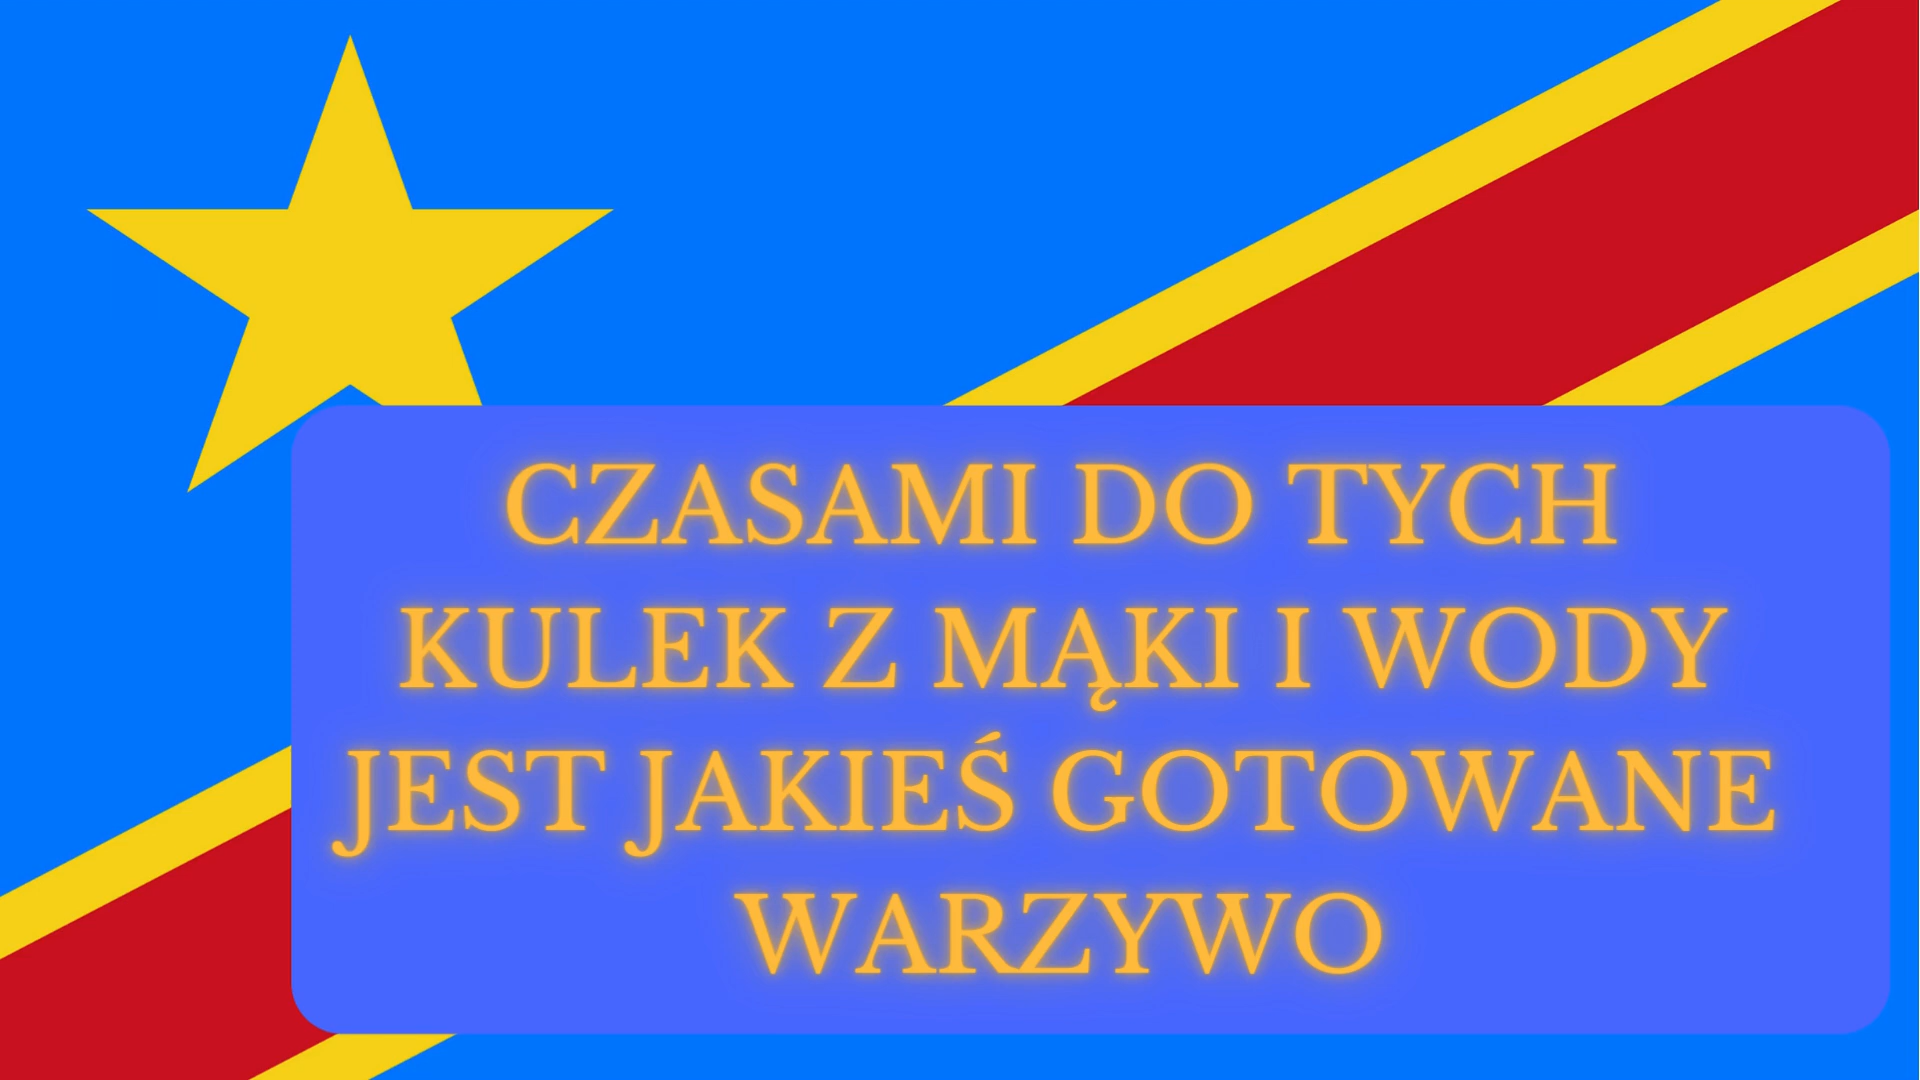 CZASAMI DO TYCH
KULEK Z MĄKI I WODY
JEST JAKIEŚ GOTOWANE
WARZYWO